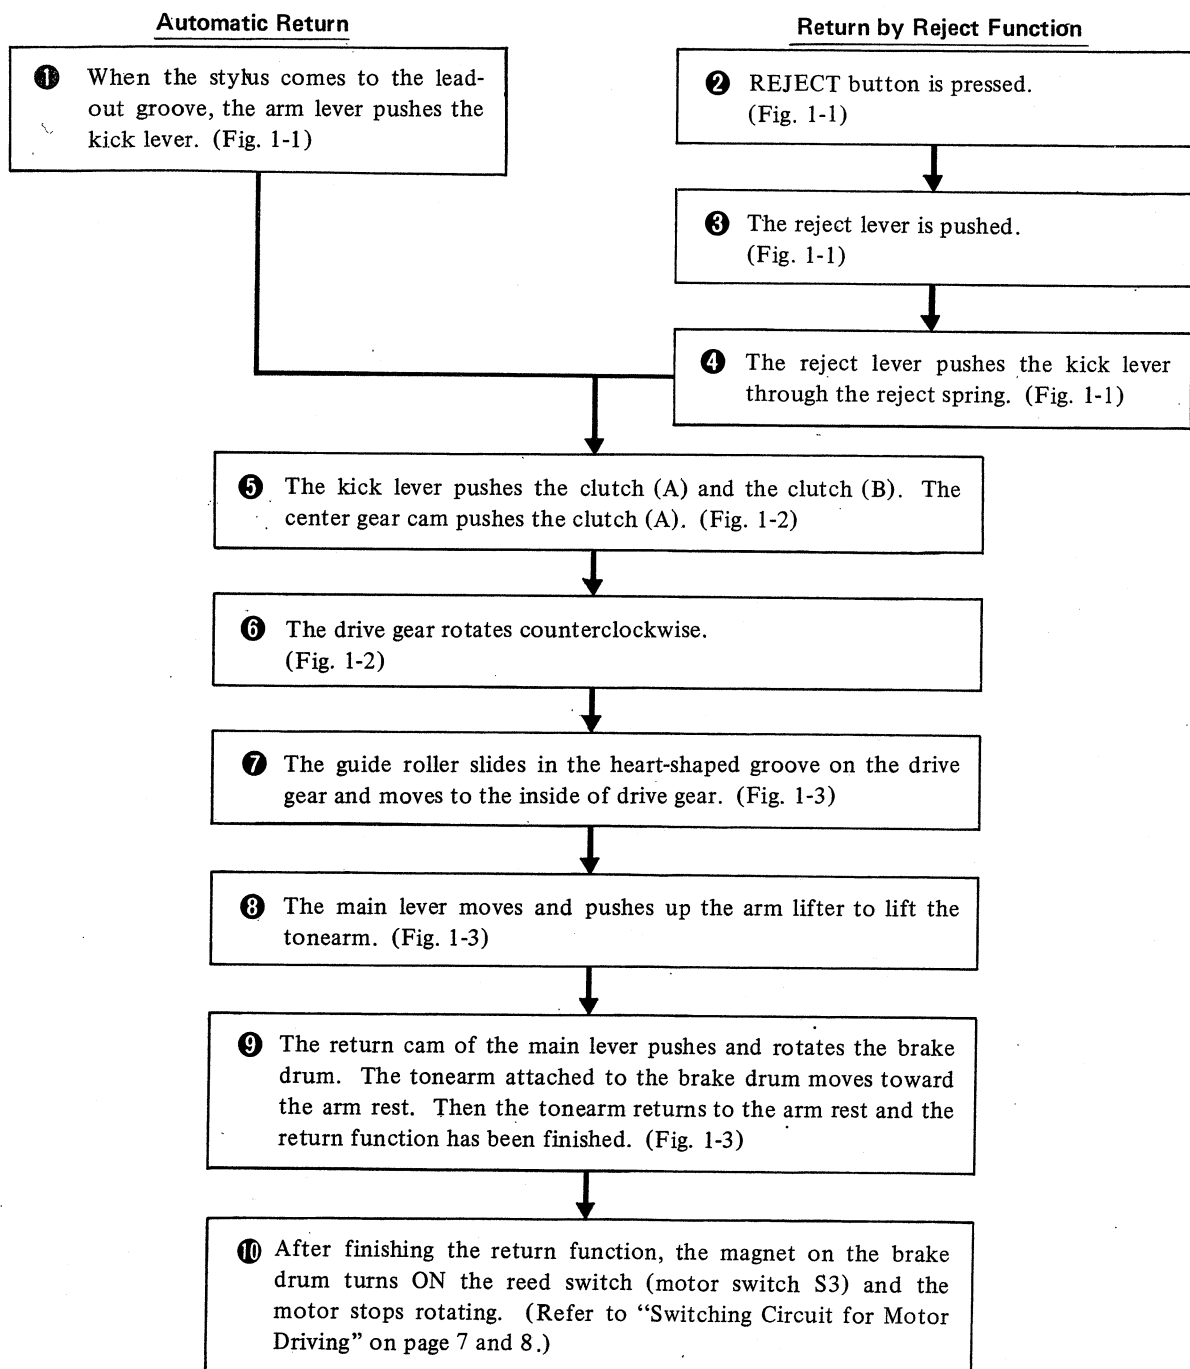 Automatic Return
❶ When the stylus comes to the lead-
out groove, the arm lever pushes the
kick lever. (Fig. 1-1)
Return by Reject Function
❷ REJECT button is pressed.
(Fig. 1-1)
❸ The reject lever is pushed.
(Fig. 1-1)
❹ The reject lever pushes the kick lever
through the reject spring. (Fig. 1-1)
❺ The kick lever pushes the clutch (A) and the clutch (B). The
center gear cam pushes the clutch (A). (Fig. 1-2)
❻ The drive gear rotates counterclockwise.
(Fig. 1-2)
❼ The guide roller slides in the heart-shaped groove on the drive
gear and moves to the inside of drive gear. (Fig. 1-3)
❽ The main lever moves and pushes up the arm lifter to lift the
tonearm. (Fig. 1-3)
❾ The return cam of the main lever pushes and rotates the brake
drum. The tonearm attached to the brake drum moves toward
the arm rest. Then the tonearm returns to the arm rest and the
return function has been finished. (Fig. 1-3)
❿ After finishing the return function, the magnet on the brake
drum turns ON the reed switch (motor switch S3) and the
motor stops rotating. (Refer to “Switching Circuit for Motor
Driving” on page 7 and 8.)